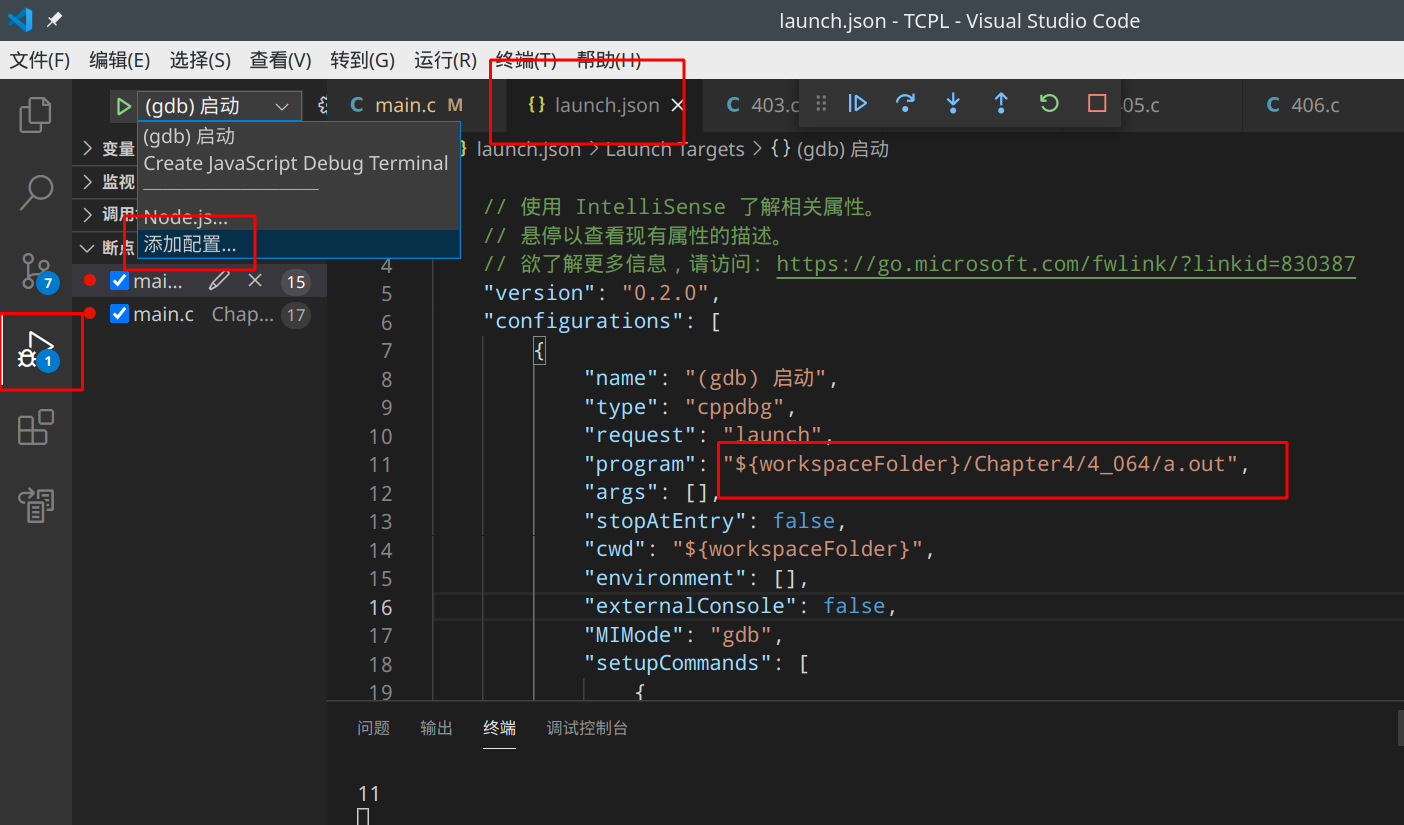 launch.json - TCPL - Visual Studio Code
文件(F) 编辑(E) 选择(S) 查看(V) 转到(G) 运行(R) 终端(T) 帮助(H)
(gdb) 启动 C main.c M {} launch.json × C 403.c 05.c C 406.c
(gdb) 启动
Create JavaScript Debug Terminal
Node.js...
添加配置...
变量
监视
调用
断点
mai... 15
main.c Chap... 17
7
1
launch.json > Launch Targets > {} (gdb) 启动
// 使用 IntelliSense 了解相关属性。
// 悬停以查看现有属性的描述。
4 // 欲了解更多信息，请访问: https://go.microsoft.com/fwlink/?linkid=830387
5 "version": "0.2.0",
6 "configurations": [
7 {
8 "name": "(gdb) 启动",
9 "type": "cppdbg",
10 "request": "launch",
11 "program": "${workspaceFolder}/Chapter4/4_064/a.out",
12 "args": [],
13 "stopAtEntry": false,
14 "cwd": "${workspaceFolder}",
15 "environment": [],
16 "externalConsole": false,
17 "MIMode": "gdb",
18 "setupCommands": [
19 {
问题 输出 终端 调试控制台
11